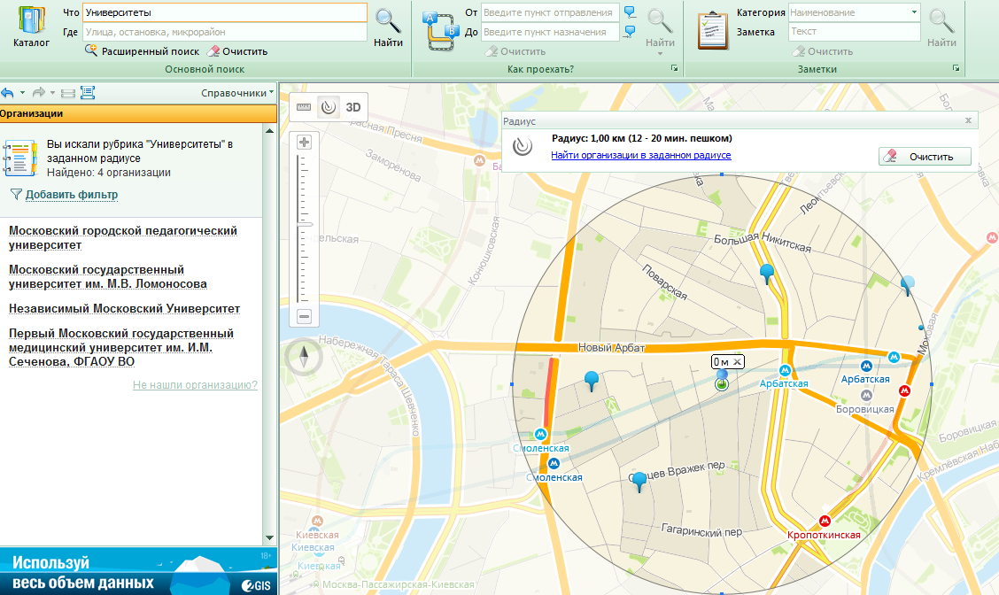 Каталог
Что Университеты
Где Улица, остановка, микрорайон
Расширенный поиск Очистить
Найти
Основной поиск
От Введите пункт отправления
До Введите пункт назначения
Очистить
Найти
Как проехать?
Категория Наименование
Заметка Текст
Очистить
Найти
Заметки
Справочники
Организации
Вы искали рубрика "Университеты" в
заданном радиусе
Найдено: 4 организации
Добавить фильтр
Московский городской педагогический
университет
Московский государственный
университет им. М.В. Ломоносова
Независимый Московский Университет
Первый Московский государственный
медицинский университет им. И.М.
Сеченова, ФГАОУ ВО
Не нашли организацию?
18+
Используй
весь объем данных
2GIS
3D
Радиус
x
Радиус: 1,00 км (12 - 20 мин. пешком)
Найти организации в заданном радиусе
Очистить
Красная Пресня
Заморёнова
Конюшковская
Леонтьевск
Большая Никитская
Поварская
Новый Арбат
Моховая
Набережная Тараса Шевченко
0 м
Арбатская
Арбатская
Боровицкая
Боровицкая
Смоленская
Смоленская
Кремлёвская Наб
Сивцев Вражек пер
Гагаринский пер
Кропоткинская
Киевская
Киевская
Киевская
Москва-Пассажирская-Киевская